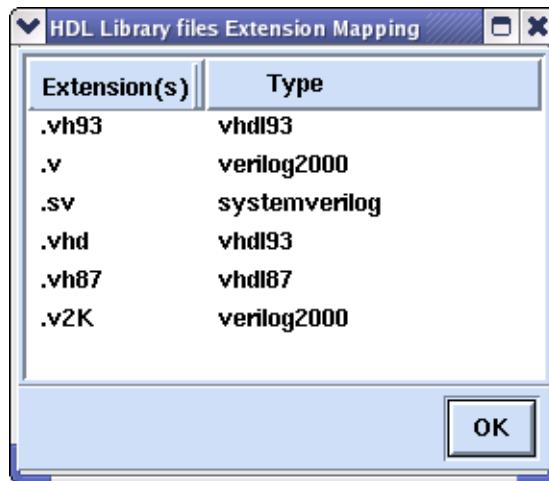 HDL Library files Extension Mapping
Extension(s) Type
.vh93 vhdl93
.v verilog2000
.sv systemverilog
.vhd vhdl93
.vh87 vhdl87
.v2K verilog2000
OK